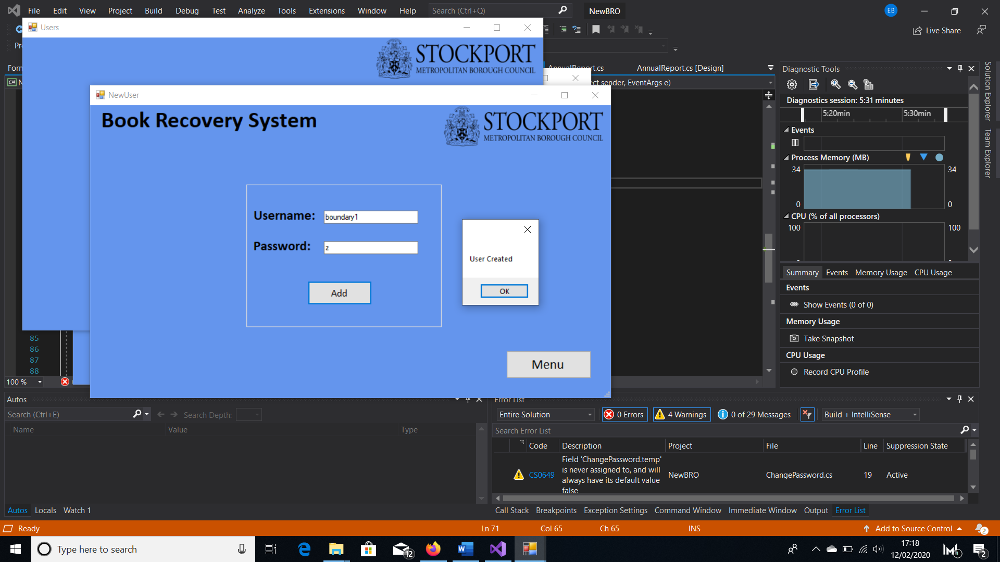 File Edit View Project Build Debug Test Analyze Tools Extensions Window Help Search (Ctrl+Q) NewBRO EB
Live Share
Users
STOCKPORT
METROPOLITAN BOROUGH COUNCIL
AnnualReport.cs AnnualReport.cs [Design]
sender, EventArgs e)
NewUser
Book Recovery System
STOCKPORT
METROPOLITAN BOROUGH COUNCIL
Username: boundary1
Password: z
Add
User Created
OK
Menu
85
86
87
88
100 %
Diagnostic Tools
Diagnostics session: 5:31 minutes
5:20min 5:30min
Events
Process Memory (MB)
34 34
0 0
CPU (% of all processors)
100 100
Summary Events Memory Usage CPU Usage
Events
Show Events (0 of 0)
Memory Usage
Take Snapshot
CPU Usage
Record CPU Profile
Solution Explorer
Team Explorer
Autos
Search (Ctrl+E) Search Depth:
Name Value Type
Autos Locals Watch 1
Error List
Entire Solution 0 Errors 4 Warnings 0 of 29 Messages Build + IntelliSense
Search Error List
Code Description Project File Line Suppression State
CS0649 Field 'ChangePassword.temp' is never assigned to, and will always have its default value false NewBRO ChangePassword.cs 19 Active
Call Stack Breakpoints Exception Settings Command Window Immediate Window Output Error List
Ready Ln 71 Col 65 Ch 65 INS Add to Source Control 2
Type here to search 12 17:18
12/02/2020 1 2